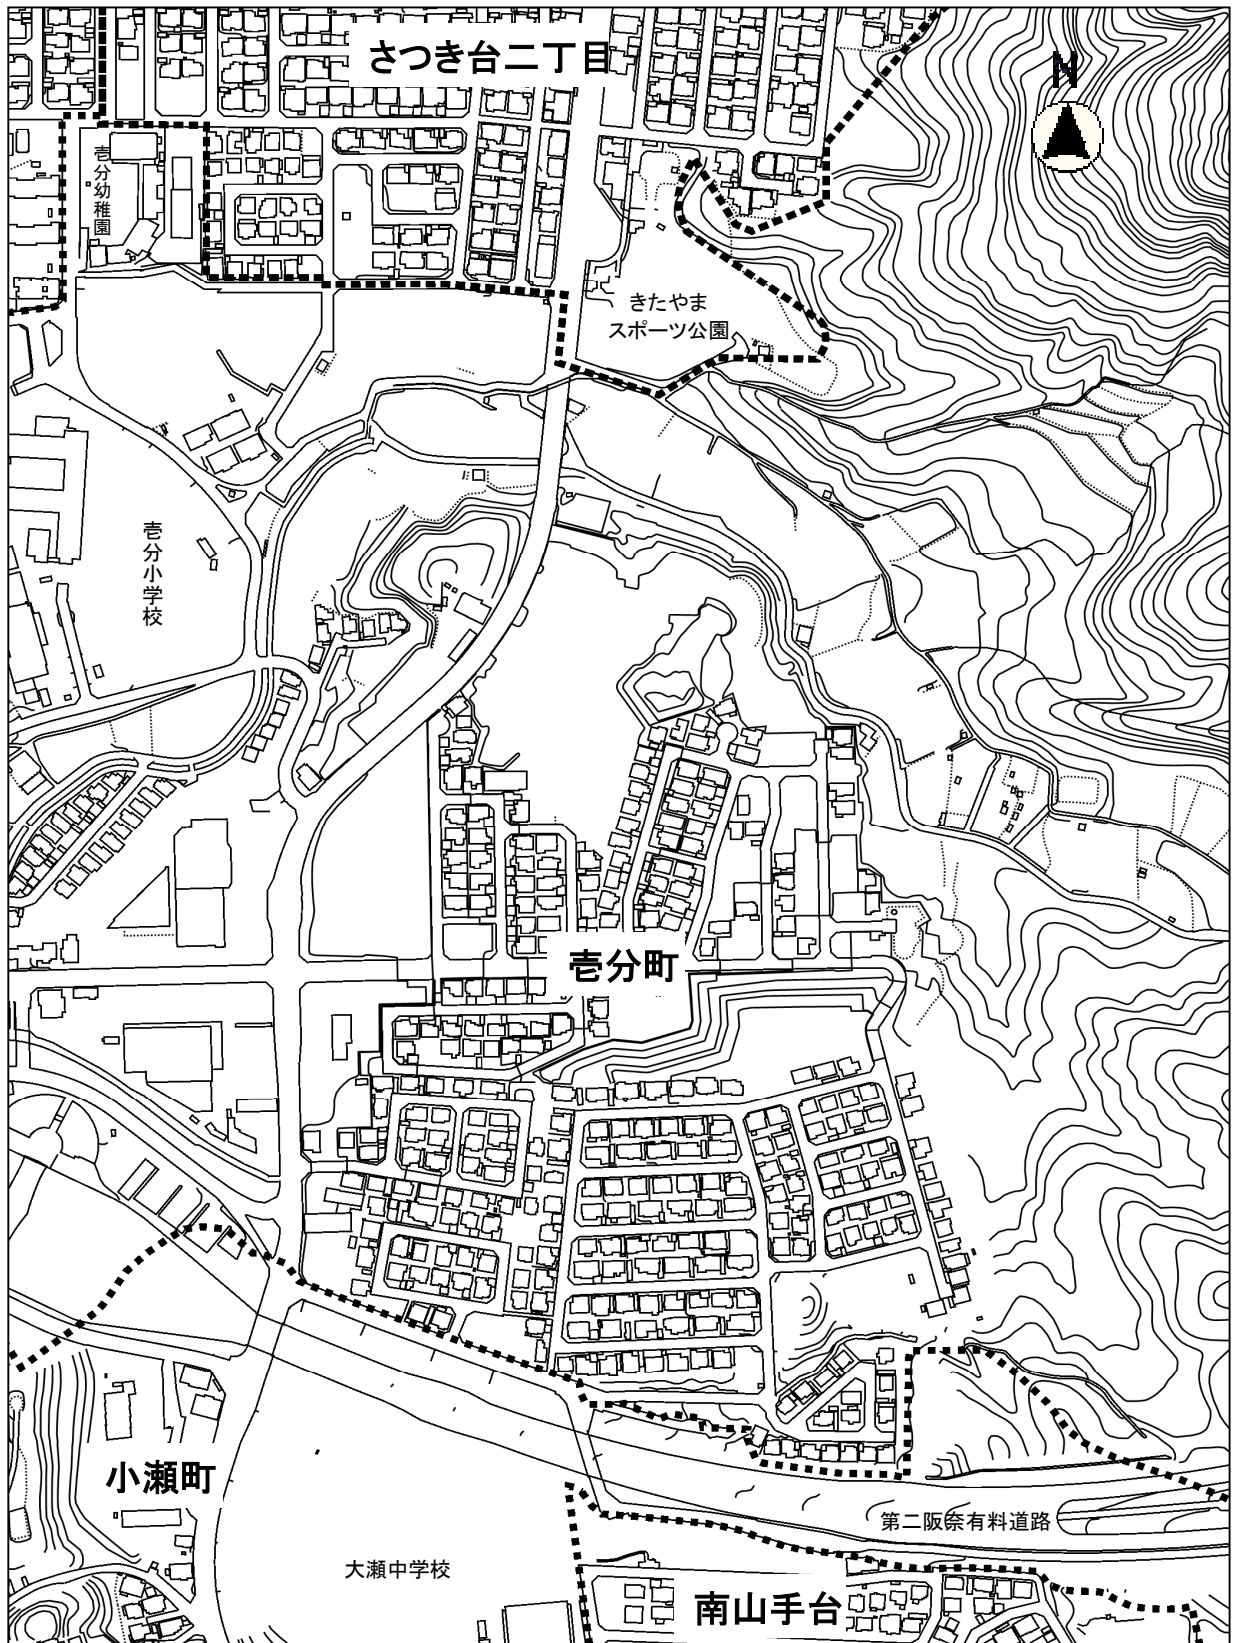 さつき台二丁目
N
壱分幼稚園
きたやま
スポーツ公園
壱分小学校
壱分町
小瀬町
第二阪奈有料道路
大瀬中学校
南山手台